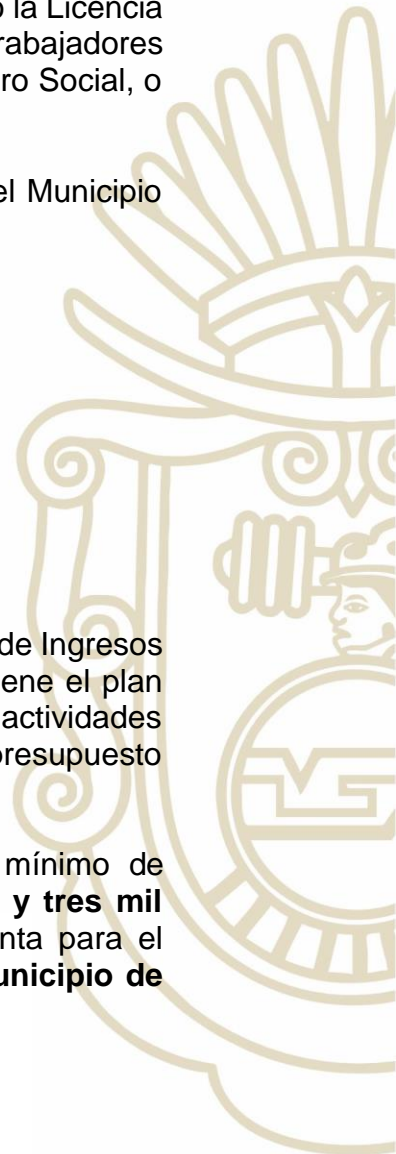 la Licencia
rabajadores
ro Social, o
el Municipio
de Ingresos
ene el plan
actividades
presupuesto
mínimo de
y tres mil
nta para el
unicipio de